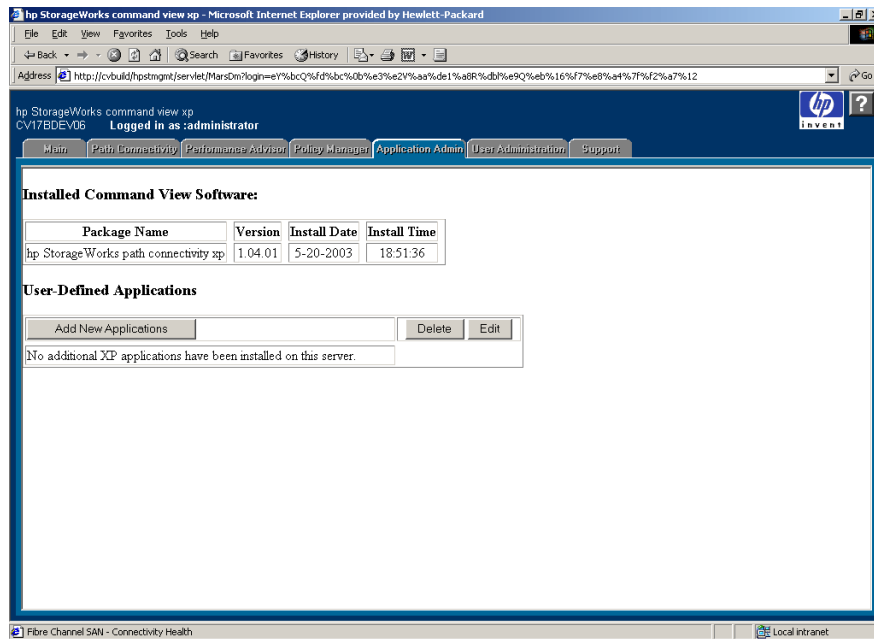 hp StorageWorks command view xp - Microsoft Internet Explorer provided by Hewlett-Packard
File Edit View Favorites Tools Help
Back Search Favorites History
Address http://cvbuild/hpstmgmt/servlet/MarsDm?login=eY%bcQ%fd%bc%0b%e3%e2V%aa%de1%a8R%dbl%e9Q%eb%16%f7%e8%a4%7f%f2%a7%12 Go
hp StorageWorks command view xp
CV17BDEV06 Logged in as :administrator
hp invent ?
Main Path Connectivity Performance Advisor Policy Manager Application Admin User Administration Support
Installed Command View Software:
Package Name Version Install Date Install Time
hp StorageWorks path connectivity xp 1.04.01 5-20-2003 18:51:36
User-Defined Applications
Add New Applications Delete Edit
No additional XP applications have been installed on this server.
Fibre Channel SAN - Connectivity Health Local intranet